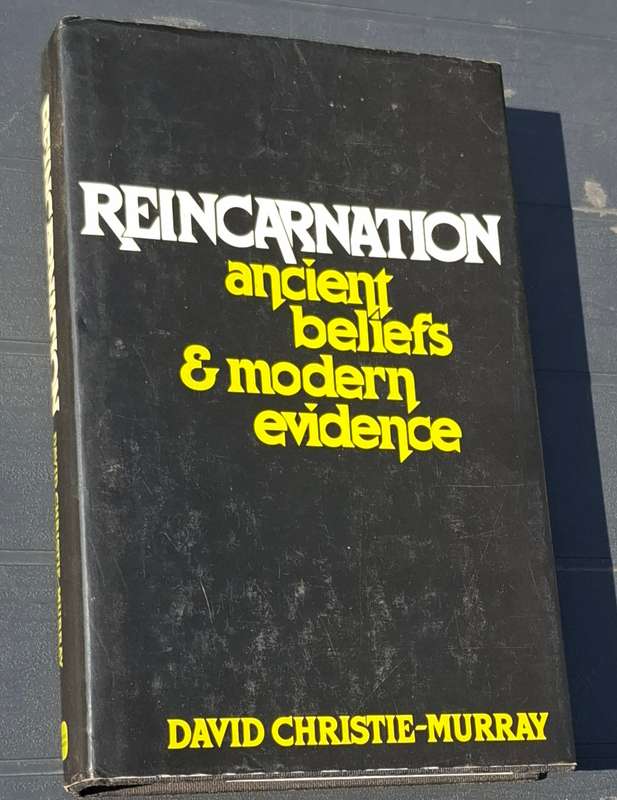 REINCARNATION
ancient
beliefs
& modern
evidence
DAVID CHRISTIE-MURRAY